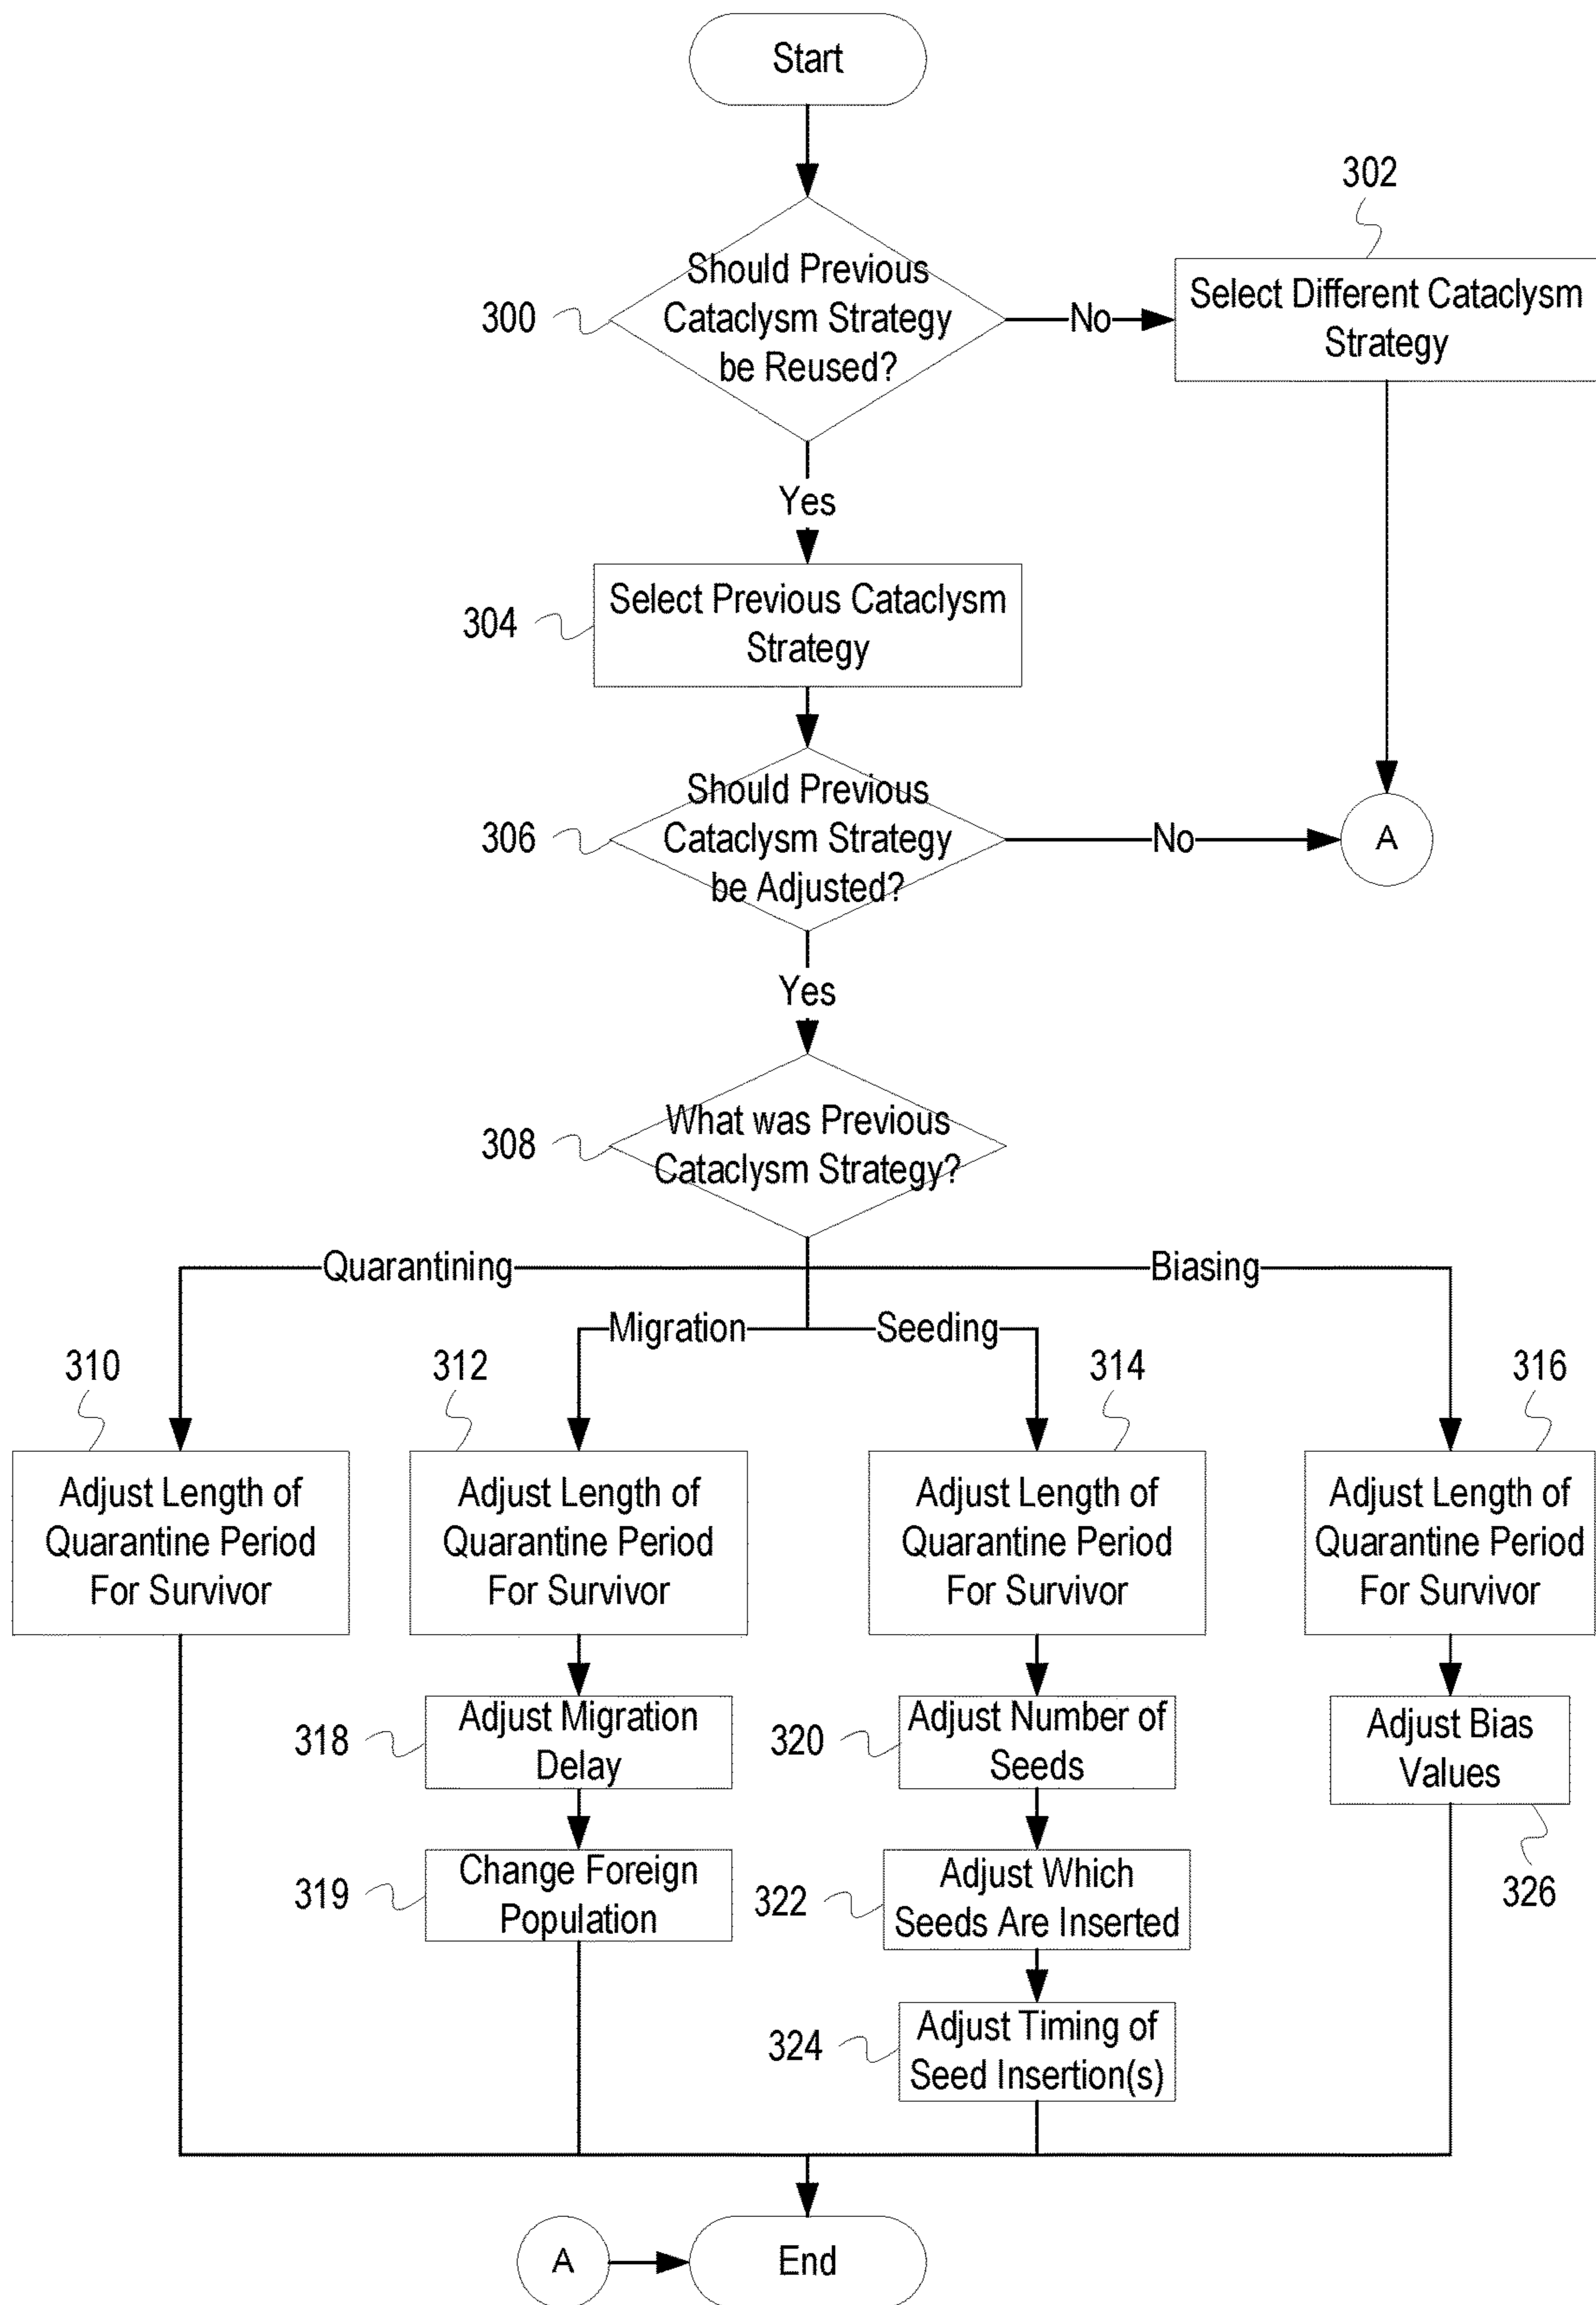 Start
302
Should Previous
Cataclysm Strategy
be Reused?
300
No
Select Different Cataclysm
Strategy
Yes
304
Select Previous Cataclysm
Strategy
306
Should Previous
Cataclysm Strategy
be Adjusted?
No
A
Yes
308
What was Previous
Cataclysm Strategy?
Quarantining
Biasing
Migration
Seeding
310
312
314
316
Adjust Length of
Quarantine Period
For Survivor
Adjust Length of
Quarantine Period
For Survivor
Adjust Length of
Quarantine Period
For Survivor
Adjust Length of
Quarantine Period
For Survivor
318
Adjust Migration
Delay
320
Adjust Number of
Seeds
Adjust Bias
Values
326
319
Change Foreign
Population
322
Adjust Which
Seeds Are Inserted
324
Adjust Timing of
Seed Insertion(s)
A
End